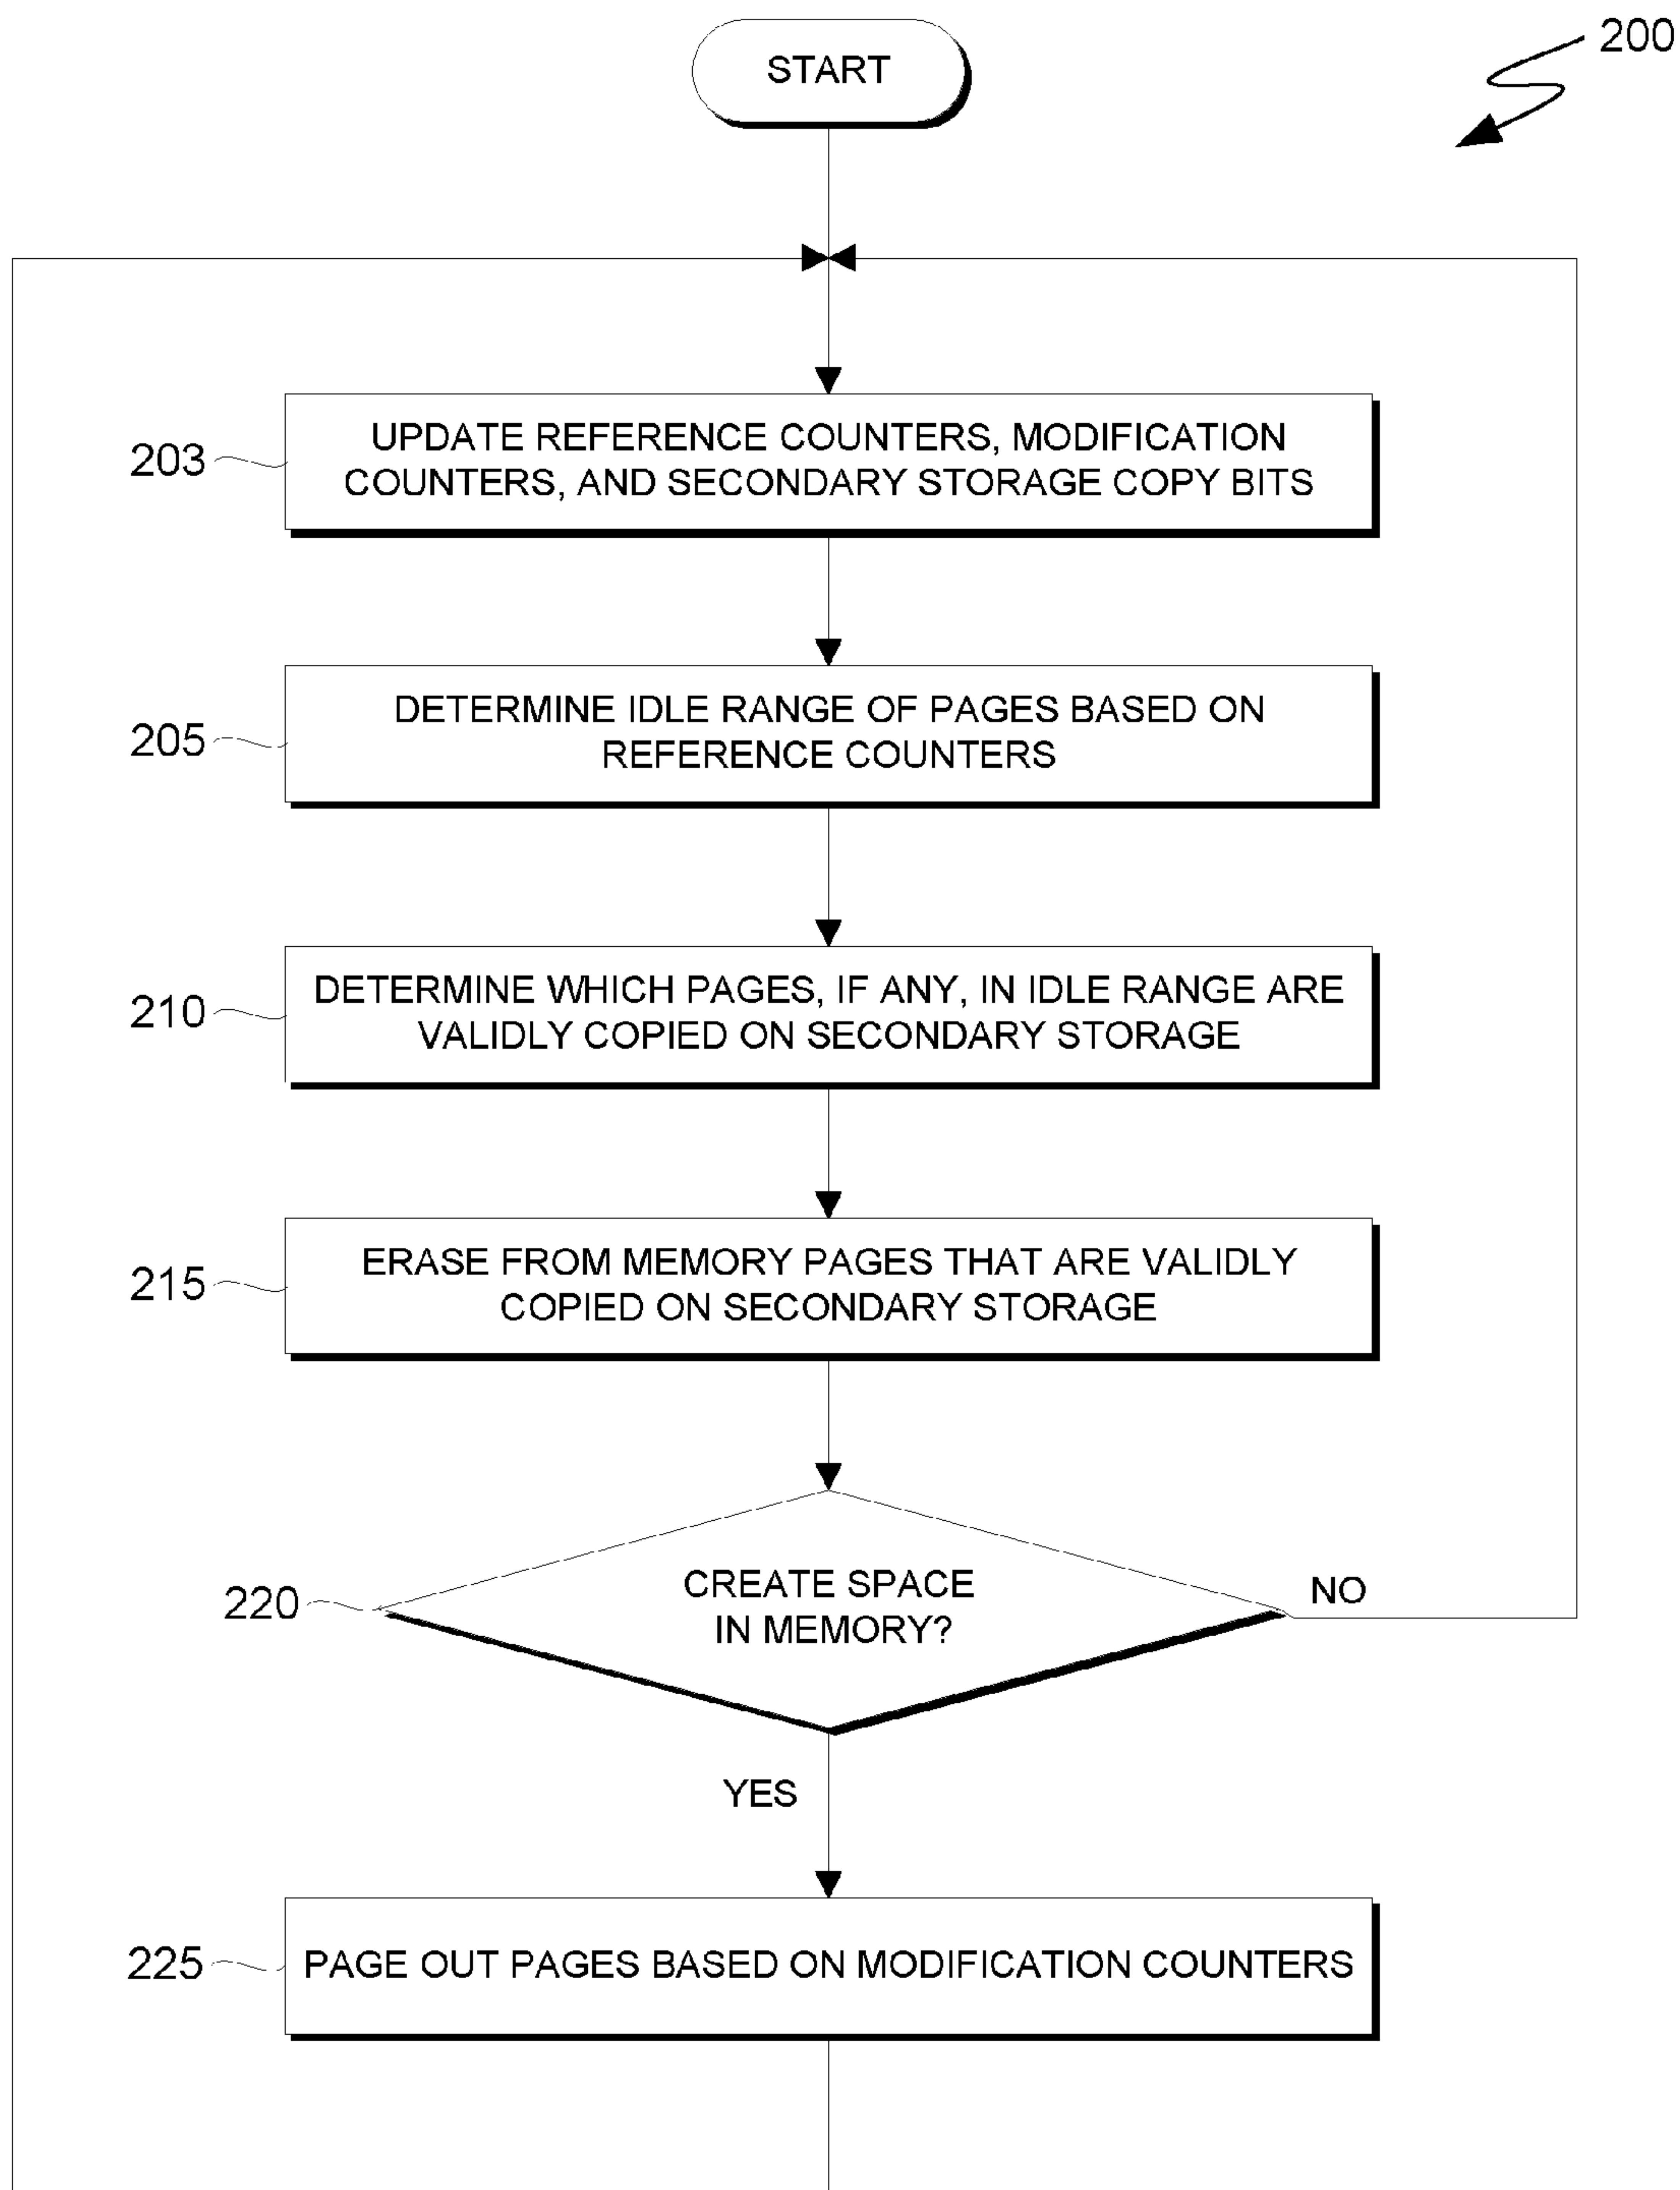 START
200
203
UPDATE REFERENCE COUNTERS, MODIFICATION
COUNTERS, AND SECONDARY STORAGE COPY BITS
205
DETERMINE IDLE RANGE OF PAGES BASED ON
REFERENCE COUNTERS
210
DETERMINE WHICH PAGES, IF ANY, IN IDLE RANGE ARE
VALIDLY COPIED ON SECONDARY STORAGE
215
ERASE FROM MEMORY PAGES THAT ARE VALIDLY
COPIED ON SECONDARY STORAGE
220
CREATE SPACE
IN MEMORY?
NO
YES
225
PAGE OUT PAGES BASED ON MODIFICATION COUNTERS